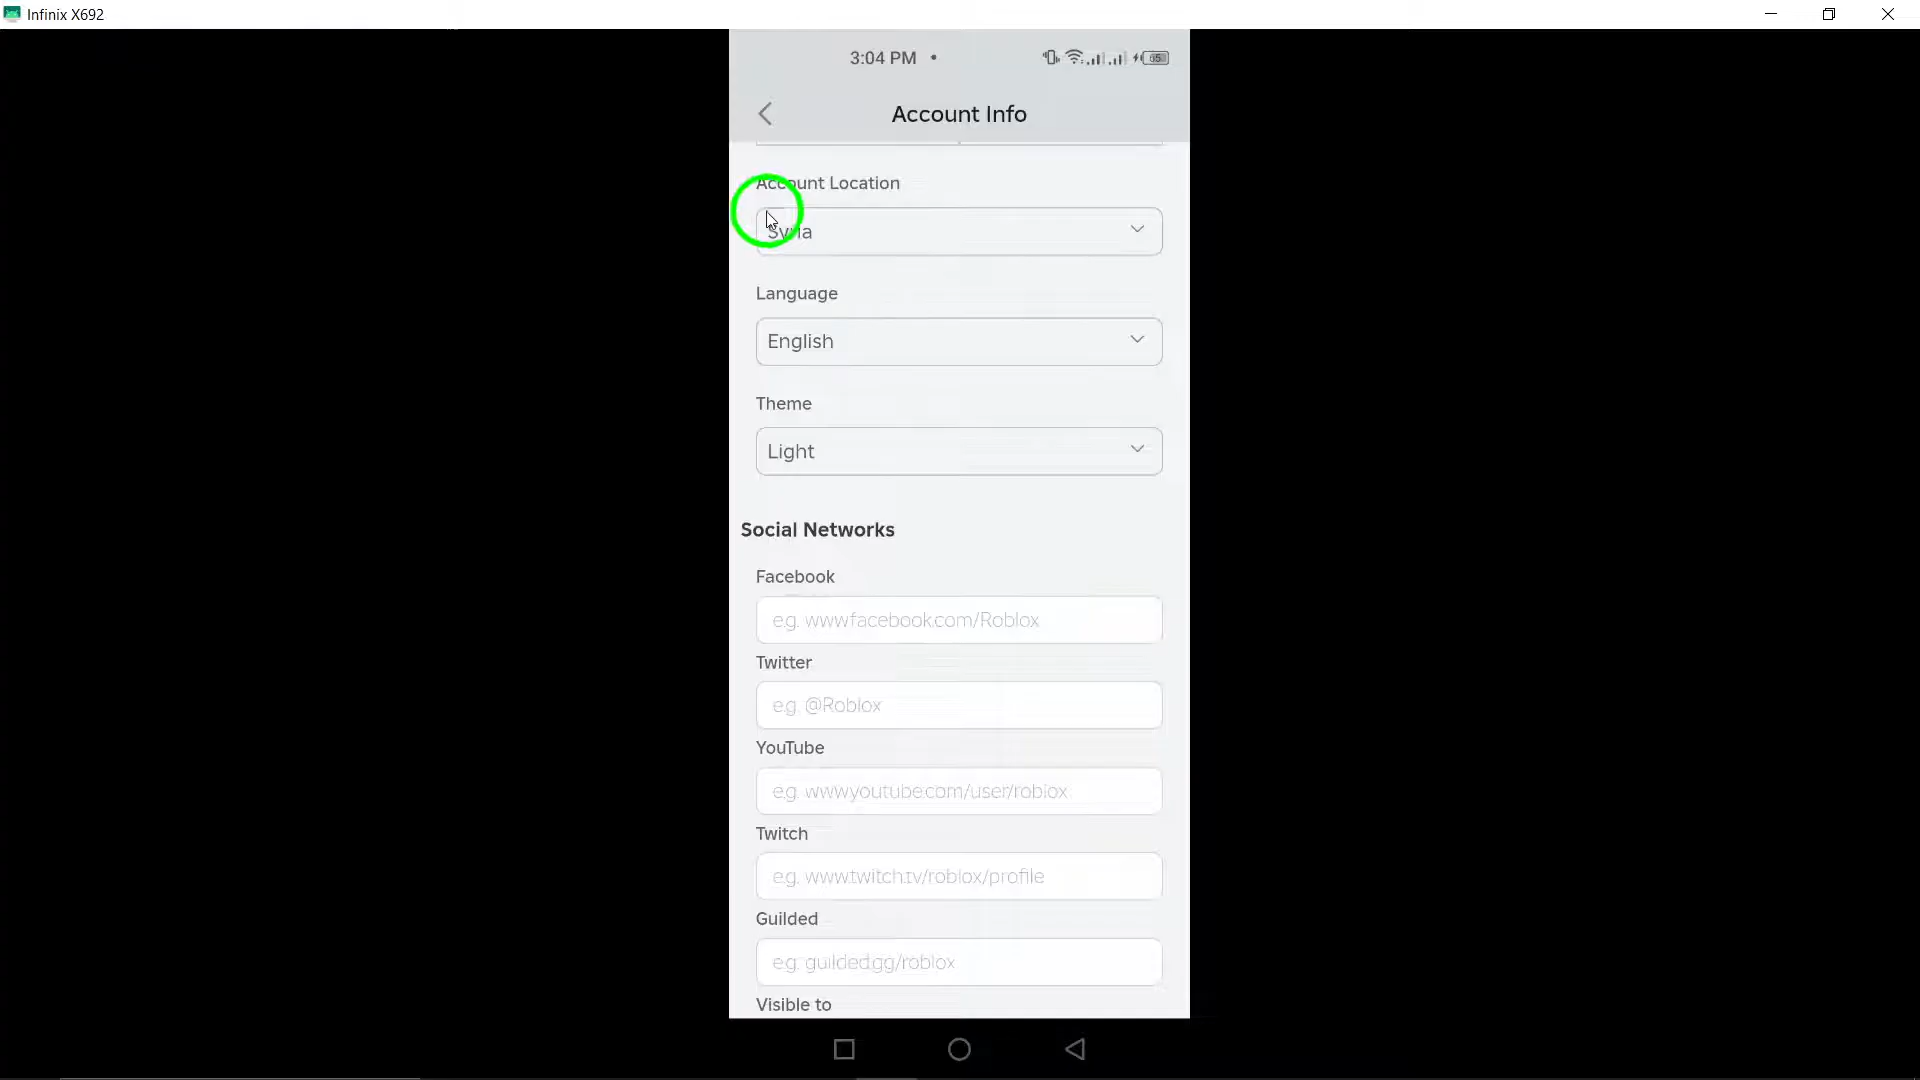 Infinix X692
3:04 PM
65
Account Info
Account Location
Syria
Language
English
Theme
Light
Social Networks
Facebook
e.g. www.facebook.com/Roblox
Twitter
e.g. @Roblox
YouTube
e.g. www.youtube.com/user/roblox
Twitch
e.g. www.twitch.tv/roblox/profile
Guilded
e.g. guilded.gg/roblox
Visible to